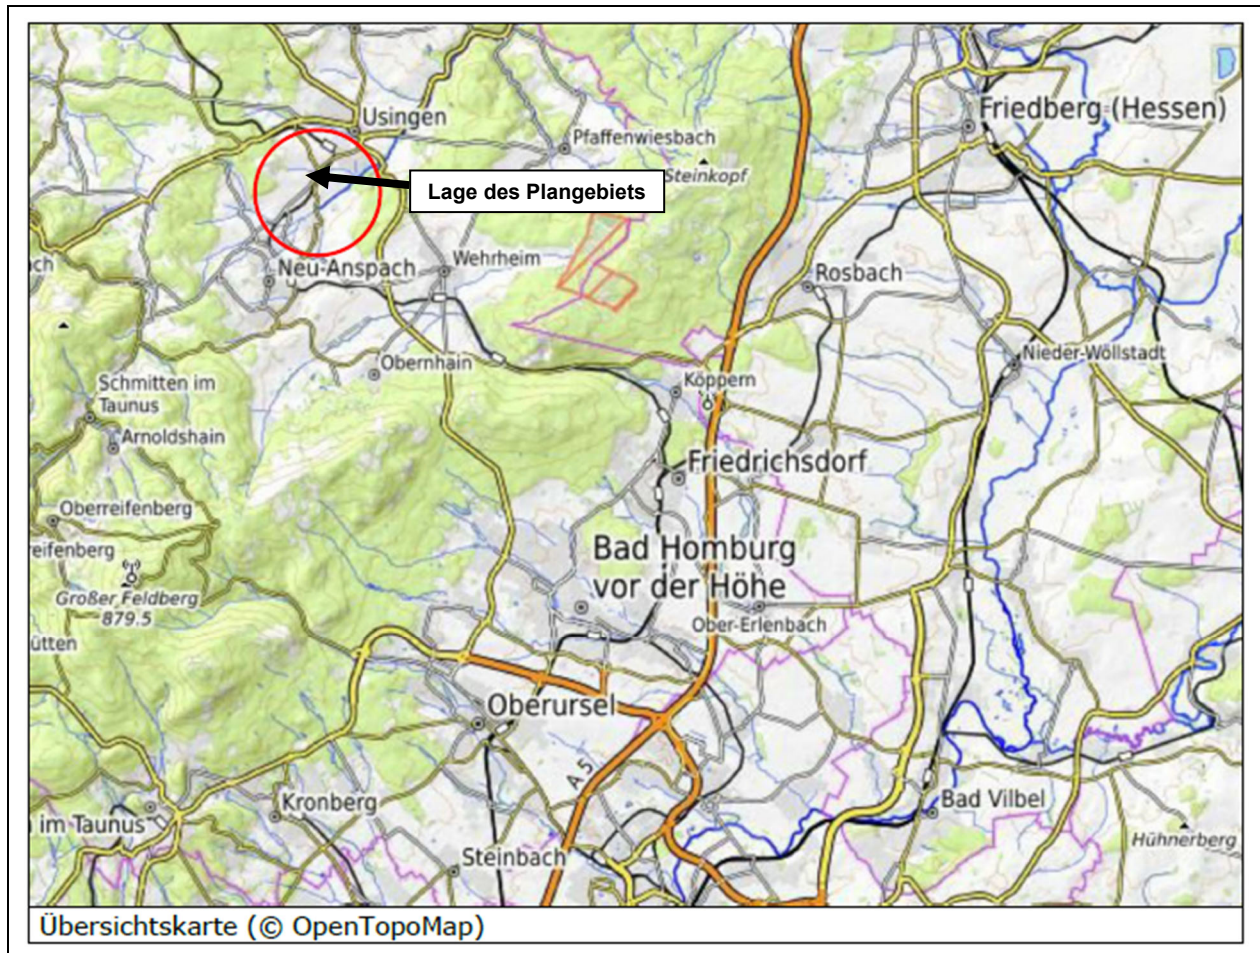 Usingen
Pfaffenwiesbach
Friedberg (Hessen)
Steinkopf
Lage des Plangebiets
ach
Neu-Anspach
Wehrheim
Rosbach
Obernhain
Nieder-Wöllstadt
Schmitten im
Taunus
Köppern
Arnoldshain
Friedrichsdorf
Oberreifenberg
reifenberg
Bad Homburg
vor der Höhe
Großer Feldberg
879.5
Ober-Erlenbach
ütten
Oberursel
A 5
Kronberg
Bad Vilbel
im Taunus
Hühnerberg
Steinbach
Übersichtskarte (© OpenTopoMap)